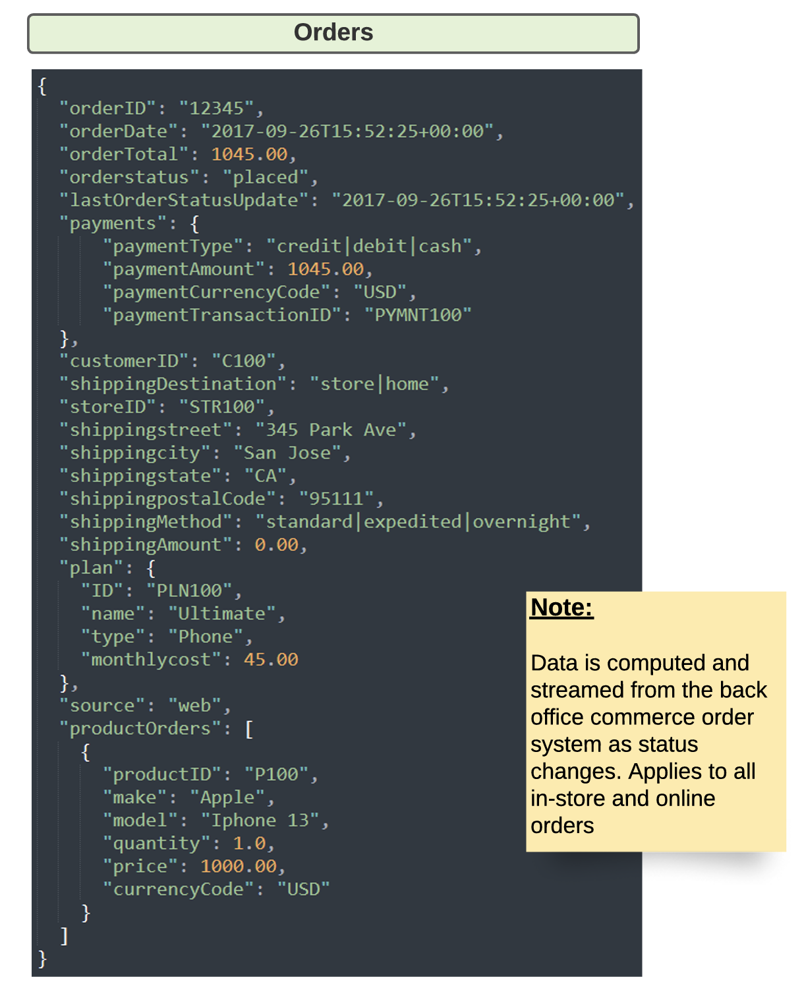 Orders
{
"orderID": "12345",
"orderDate": "2017-09-26T15:52:25+00:00",
"orderTotal": 1045.00,
"orderstatus": "placed",
"lastOrderStatusUpdate": "2017-09-26T15:52:25+00:00",
"payments": {
"paymentType": "credit|debit|cash",
"paymentAmount": 1045.00,
"paymentCurrencyCode": "USD",
"paymentTransactionID": "PYMNT100"
},
"customerID": "C100",
"shippingDestination": "store|home",
"storeID": "STR100",
"shippingstreet": "345 Park Ave",
"shippingcity": "San Jose",
"shippingstate": "CA",
"shippingpostalCode": "95111",
"shippingMethod": "standard|expedited|overnight",
"shippingAmount": 0.00,
"plan": {
"ID": "PLN100",
"name": "Ultimate",
"type": "Phone",
"monthlycost": 45.00
},
"source": "web",
"productOrders": [
{
"productID": "P100",
"make": "Apple",
"model": "Iphone 13",
"quantity": 1.0,
"price": 1000.00,
"currencyCode": "USD"
}
]
}
Note:
Data is computed and
streamed from the back
office commerce order
system as status
changes. Applies to all
in-store and online
orders